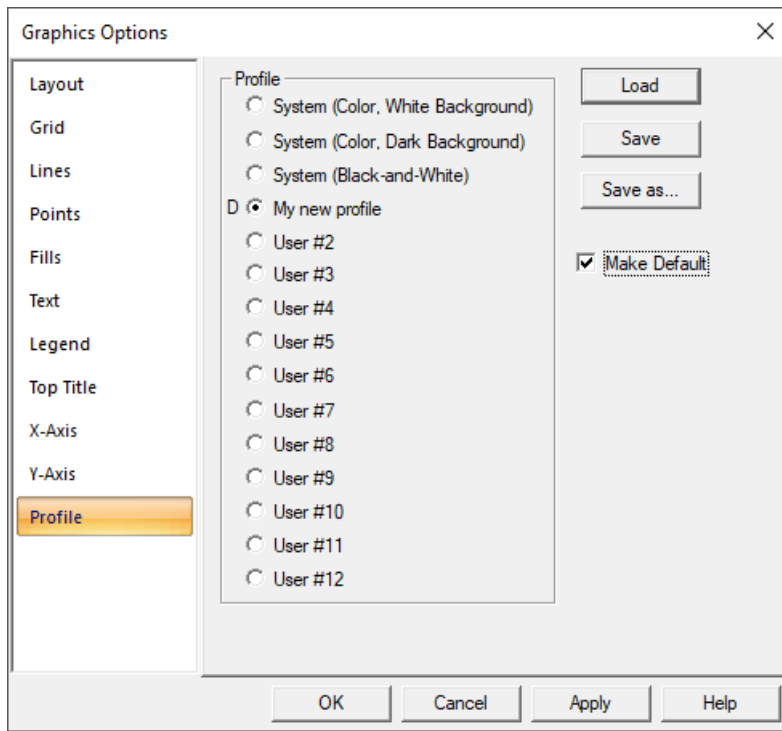 Graphics Options
Layout
Grid
Lines
Points
Fills
Text
Legend
Top Title
X-Axis
Y-Axis
Profile
Profile
System (Color, White Background)
System (Color, Dark Background)
System (Black-and-White)
D My new profile
User #2
User #3
User #4
User #5
User #6
User #7
User #8
User #9
User #10
User #11
User #12
Load
Save
Save as...
Make Default
OK Cancel Apply Help